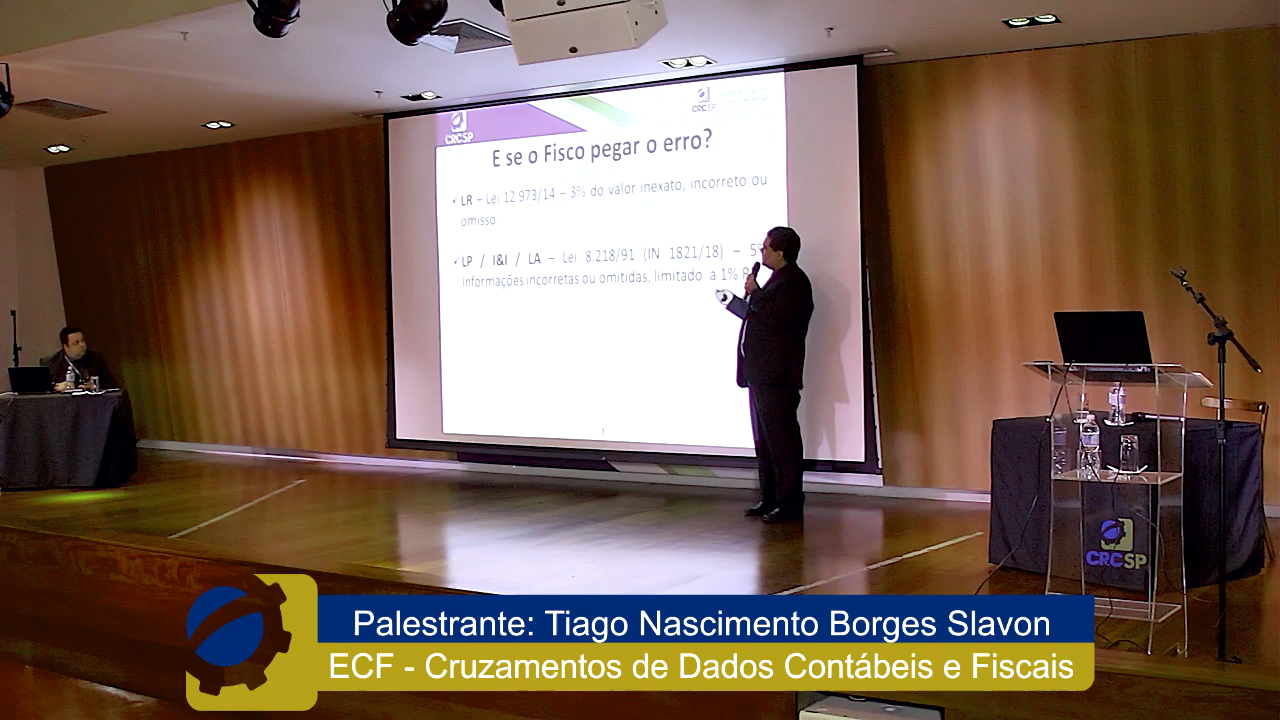 CRCSP
CRCSP
E se o Fisco pegar o erro?
✓ LR – Lei 12.973/14 – 3% do valor inexato, incorreto ou
omisso
✓ LP / I&I / LA – Lei 8.218/91 (IN 1821/18) –
Informações incorretas ou omitidas, limitado a 1%
CRCSP
Palestrante: Tiago Nascimento Borges Slavon
ECF - Cruzamentos de Dados Contábeis e Fiscais